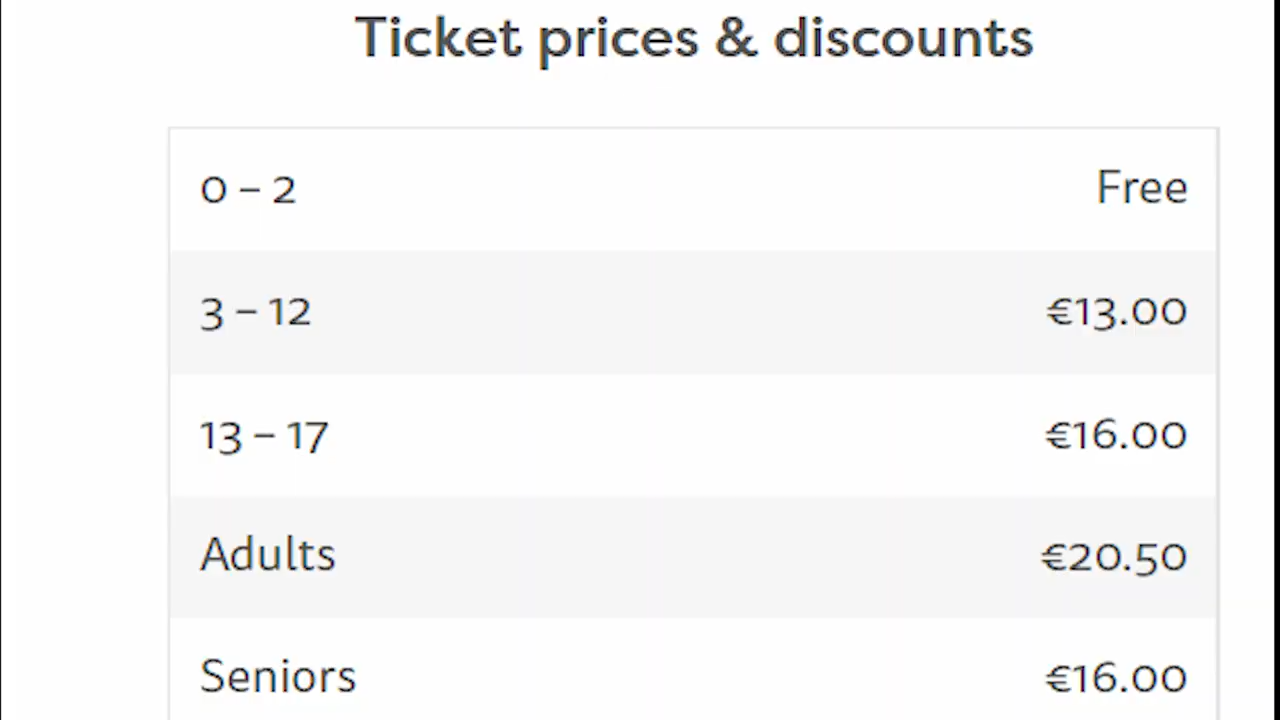 Ticket prices & discounts
0 – 2 Free
3 – 12 €13.00
13 – 17 €16.00
Adults €20.50
Seniors €16.00